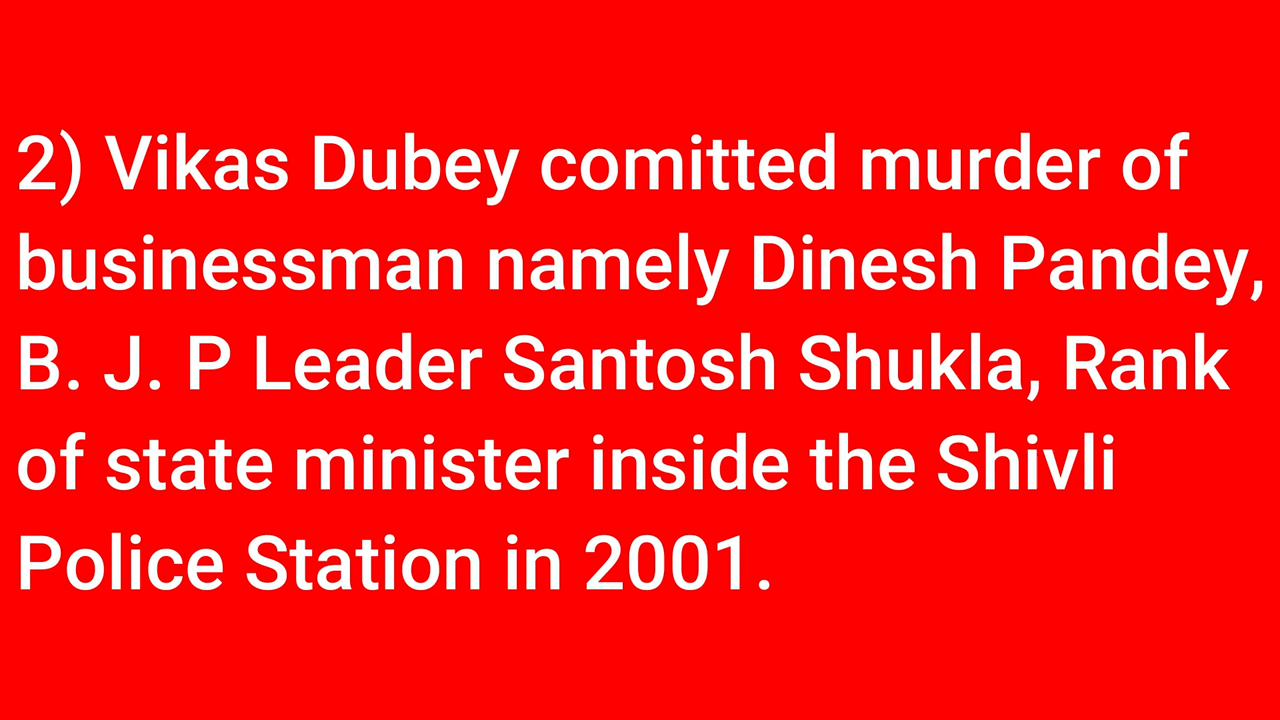 2) Vikas Dubey comitted murder of
businessman namely Dinesh Pandey,
B. J. P Leader Santosh Shukla, Rank
of state minister inside the Shivli
Police Station in 2001.